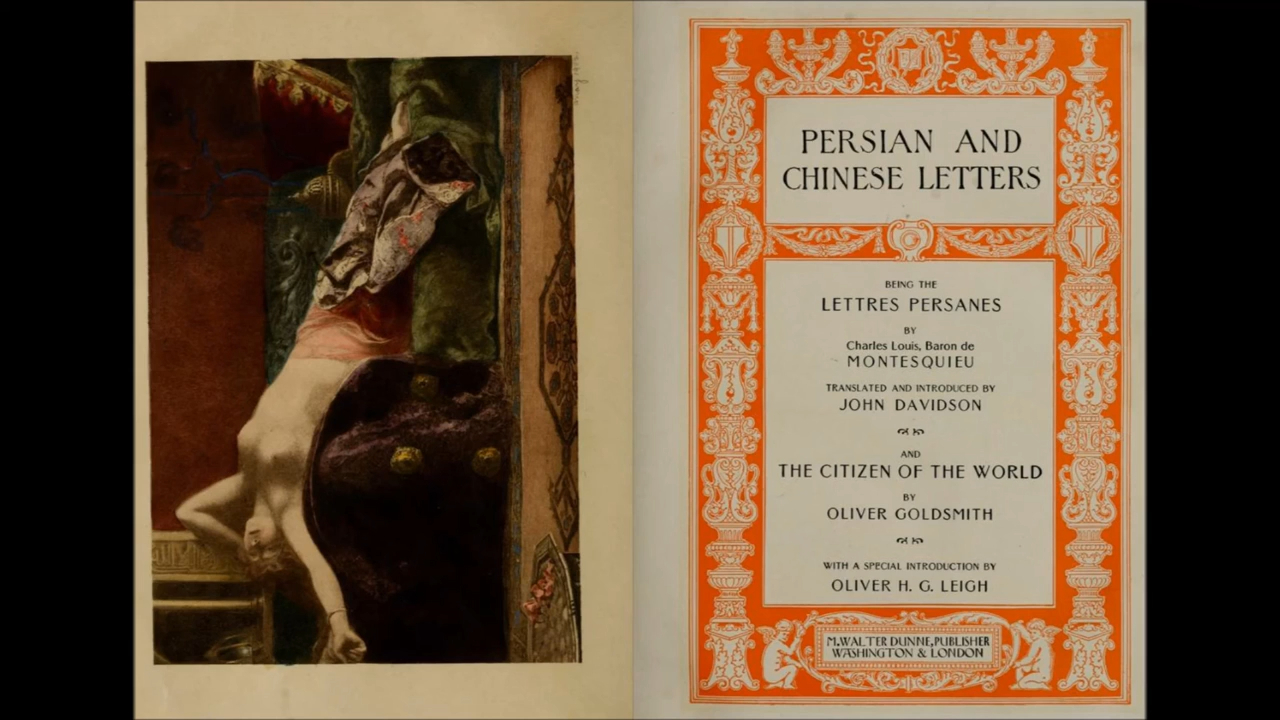 PERSIAN AND
CHINESE LETTERS
BEING THE
LETTRES PERSANES
BY
Charles Louis, Baron de
MONTESQUIEU
TRANSLATED AND INTRODUCED BY
JOHN DAVIDSON
AND
THE CITIZEN OF THE WORLD
BY
OLIVER GOLDSMITH
WITH A SPECIAL INTRODUCTION BY
OLIVER H. G. LEIGH
M. WALTER DUNNE, PUBLISHER
WASHINGTON & LONDON